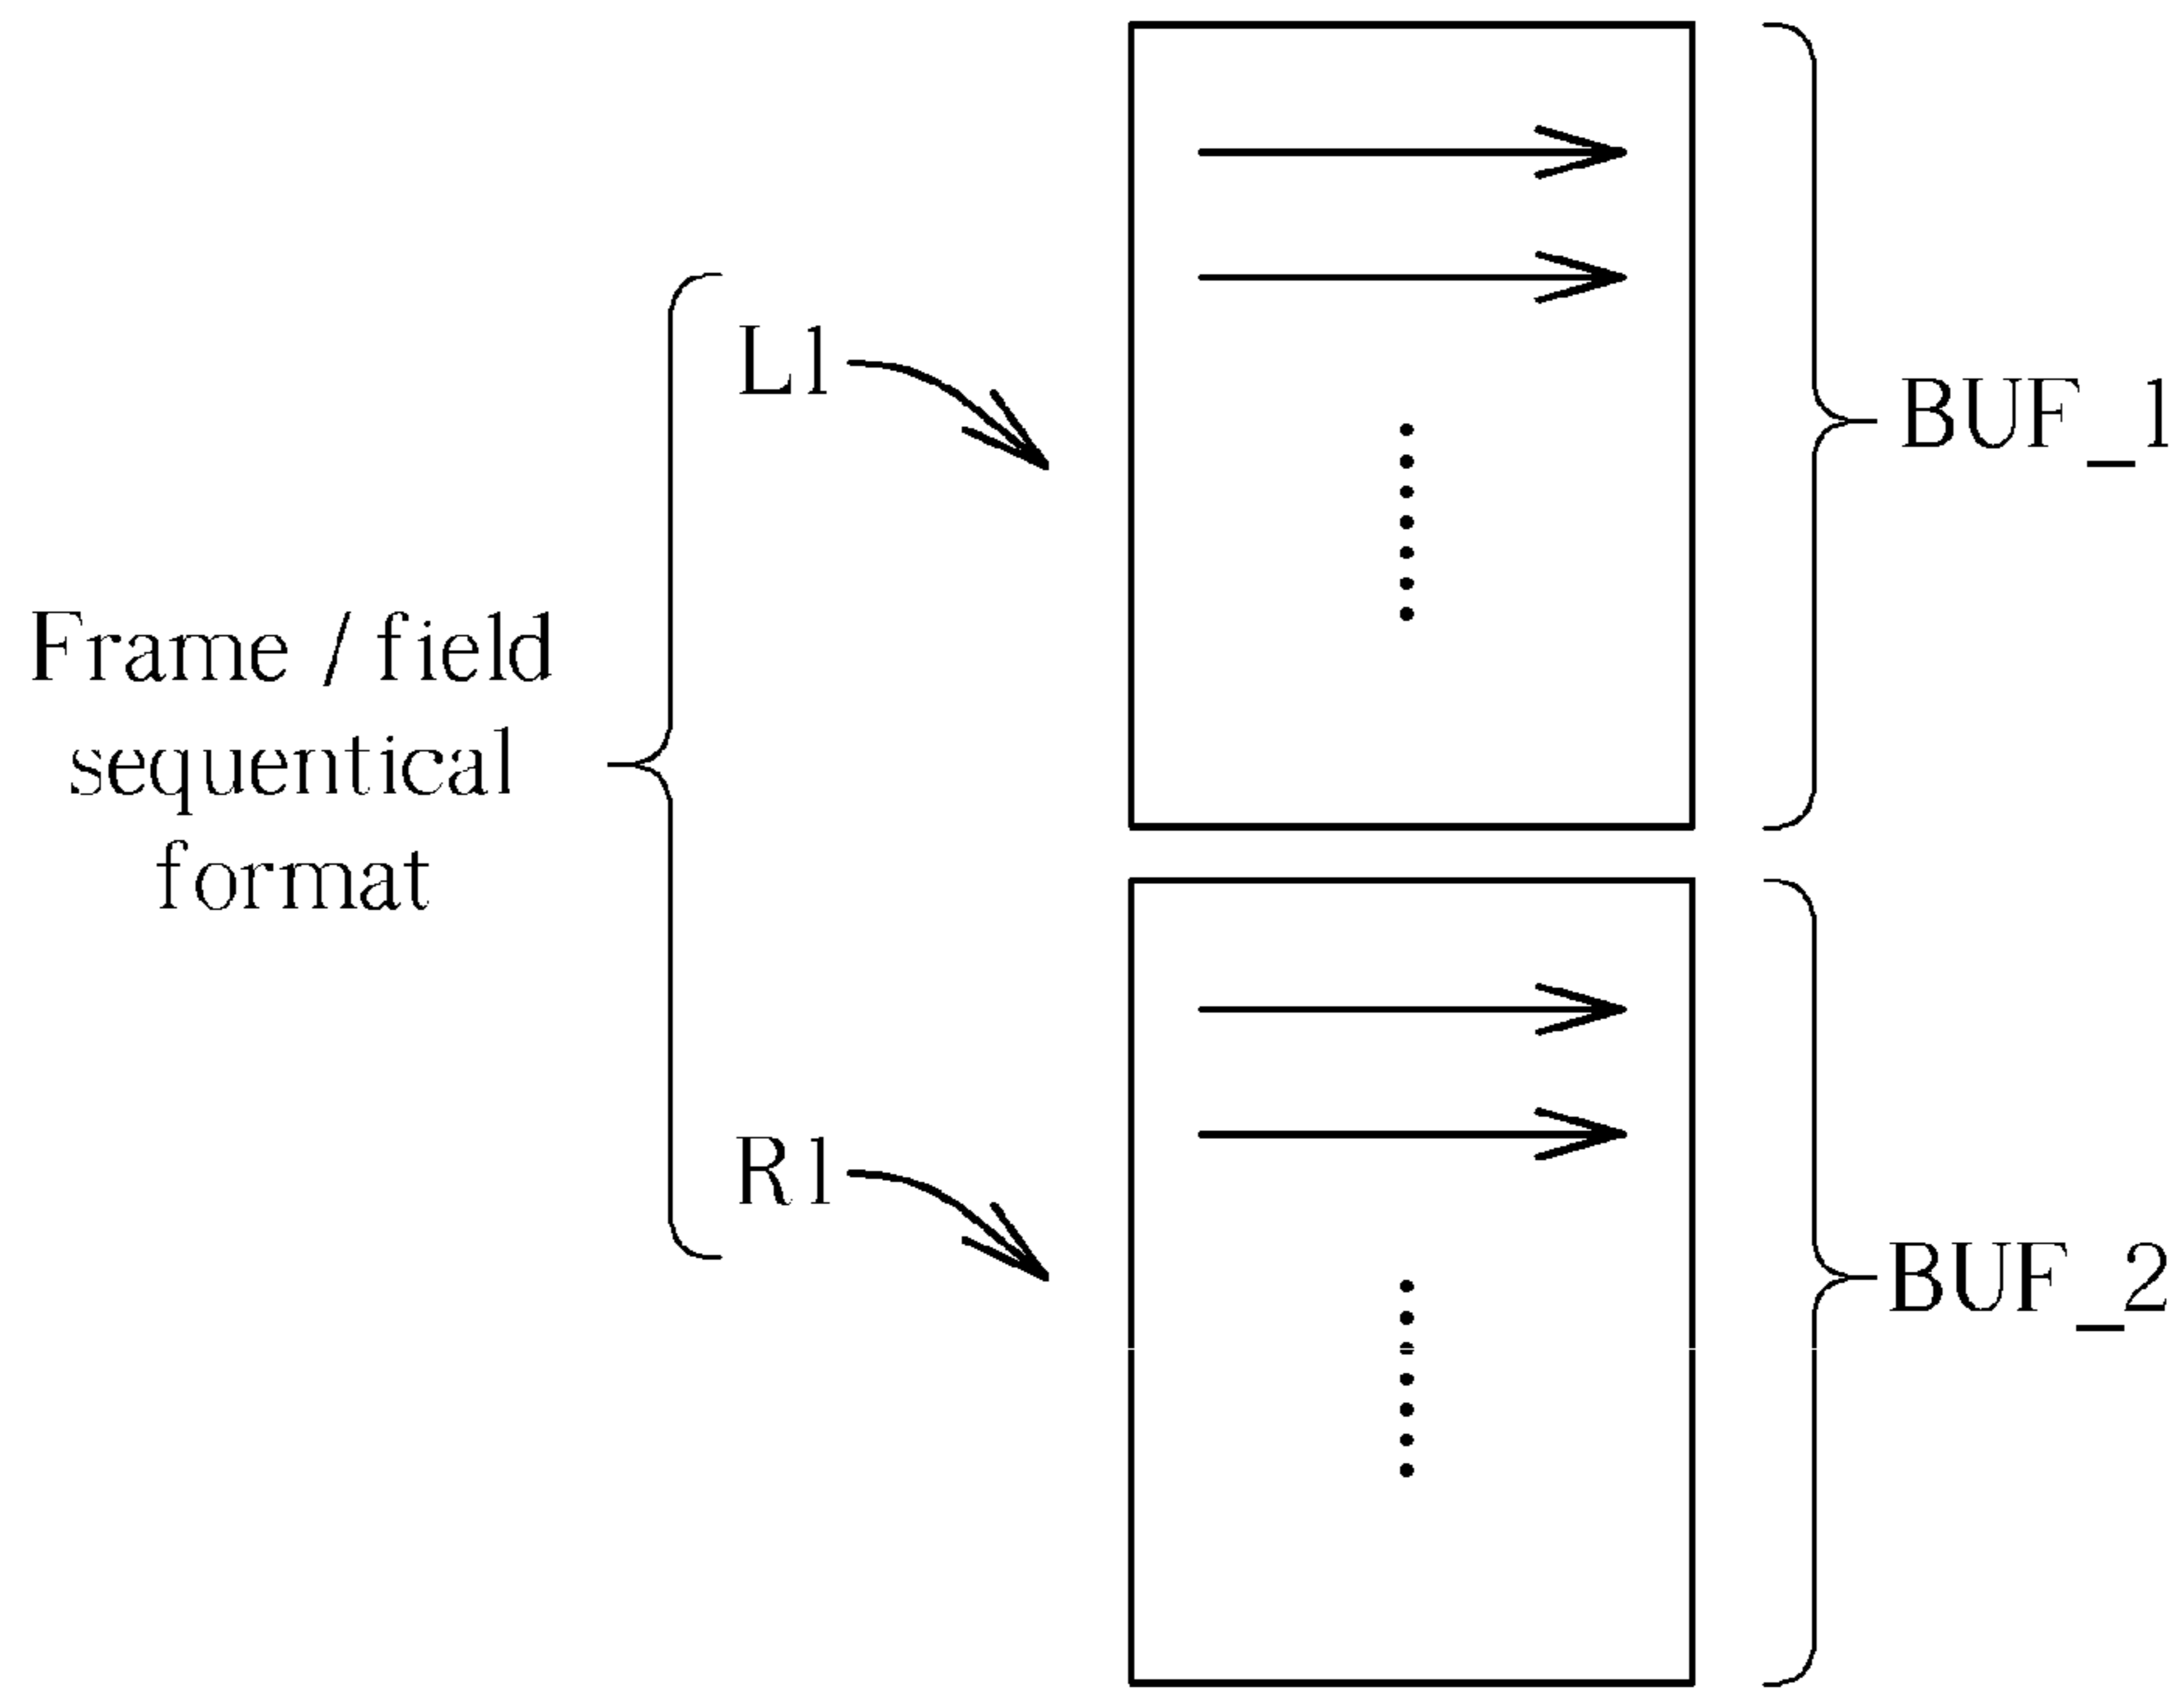 L1
BUF_1
Frame / field
sequentical
format
R1
BUF_2